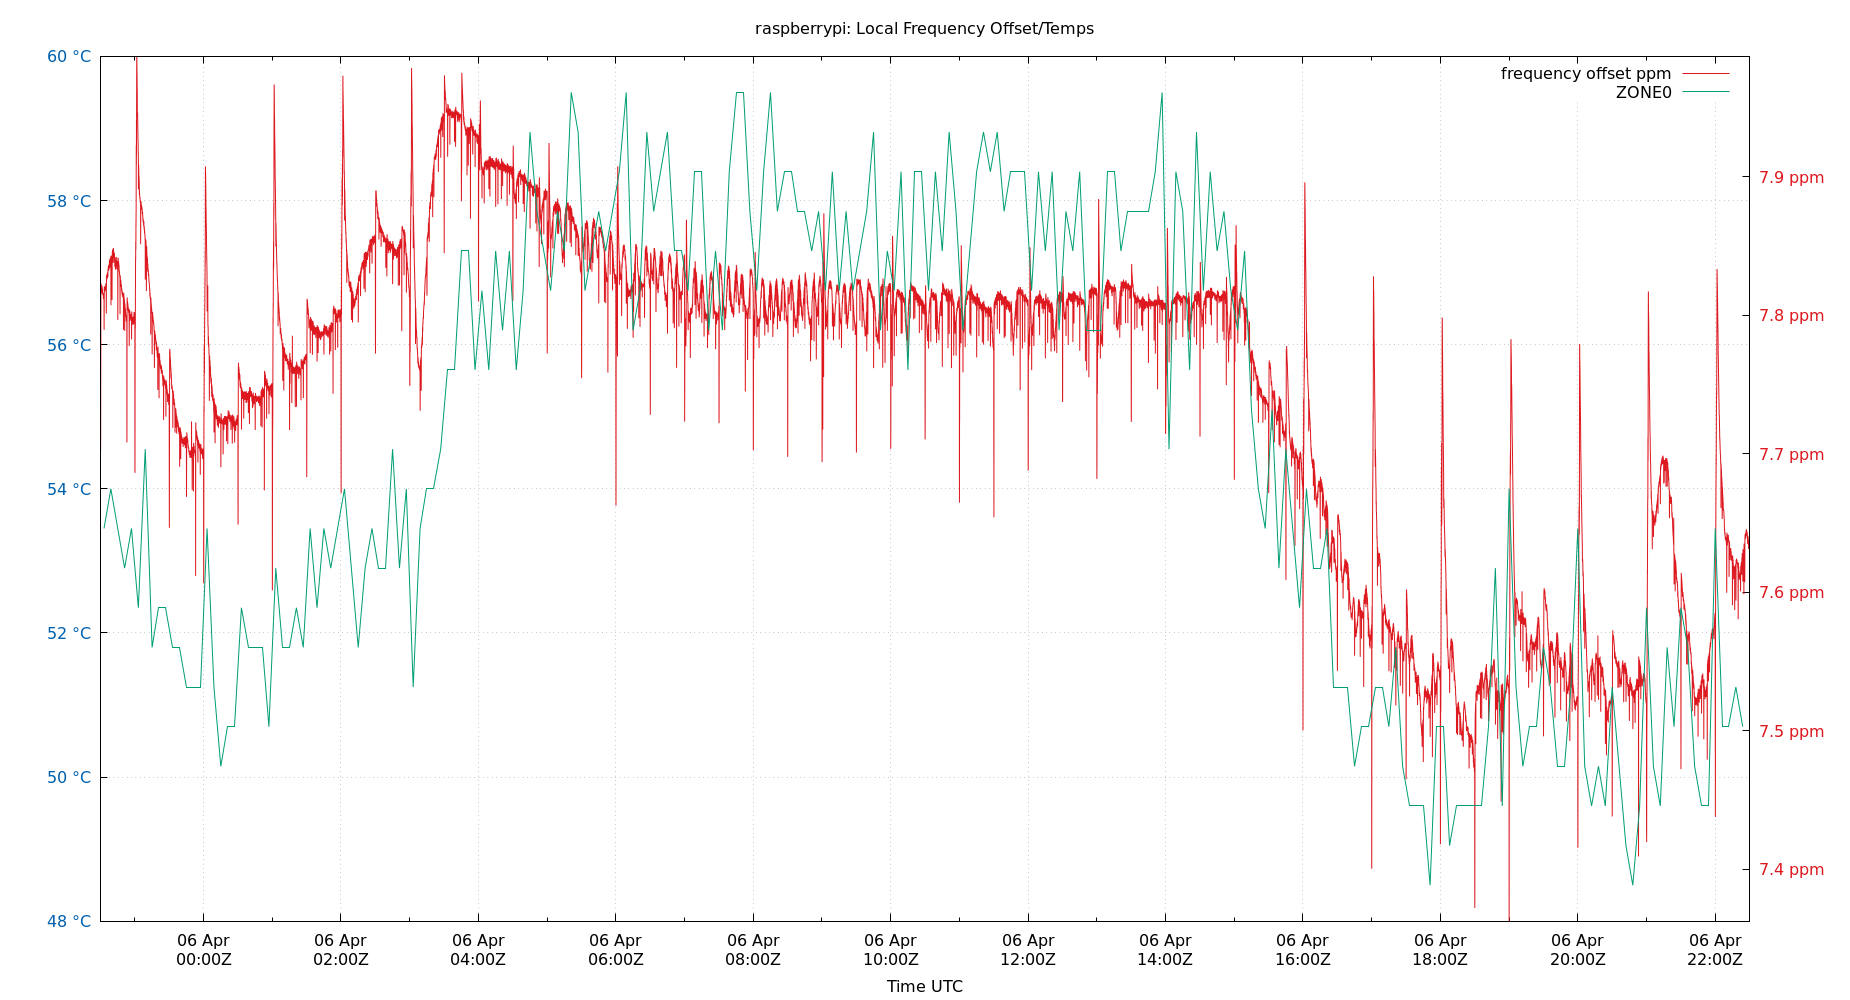 raspberrypi: Local Frequency Offset/Temps
frequency offset ppm
ZONE0
60 °C
58 °C
56 °C
54 °C
52 °C
50 °C
48 °C
7.9 ppm
7.8 ppm
7.7 ppm
7.6 ppm
7.5 ppm
7.4 ppm
06 Apr 06 Apr 06 Apr 06 Apr 06 Apr 06 Apr 06 Apr 06 Apr 06 Apr 06 Apr 06 Apr 06 Apr
00:00Z 02:00Z 04:00Z 06:00Z 08:00Z 10:00Z 12:00Z 14:00Z 16:00Z 18:00Z 20:00Z 22:00Z
Time UTC